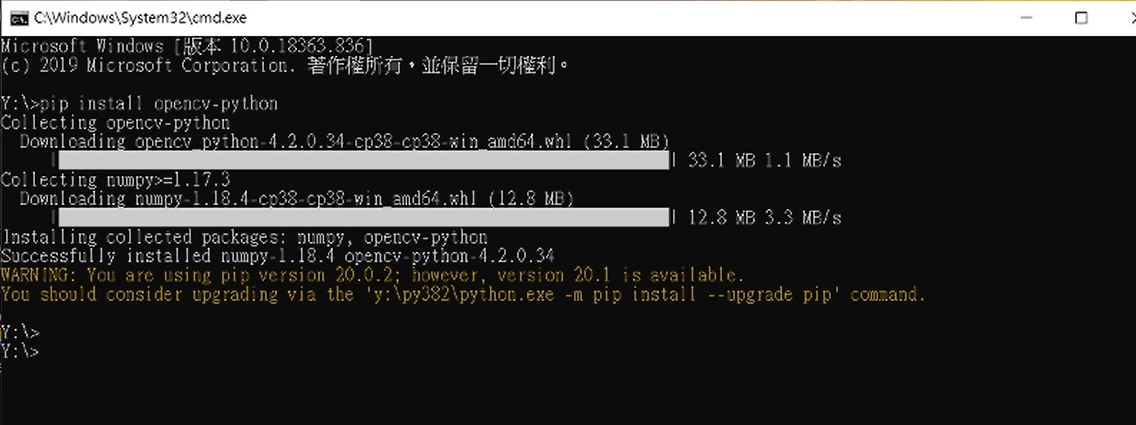 C:\Windows\System32\cmd.exe
Microsoft Windows [版本 10.0.18363.836]
(c) 2019 Microsoft Corporation. 著作權所有，並保留一切權利。
Y:\>pip install opencv-python
Collecting opencv-python
Downloading opencv_python-4.2.0.34-cp38-cp38-win_amd64.whl (33.1 MB)
| | 33.1 MB 1.1 MB/s
Collecting numpy>=1.17.3
Downloading numpy-1.18.4-cp38-cp38-win_amd64.whl (12.8 MB)
| | 12.8 MB 3.3 MB/s
Installing collected packages: numpy, opencv-python
Successfully installed numpy-1.18.4 opencv-python-4.2.0.34
WARNING: You are using pip version 20.0.2; however, version 20.1 is available.
You should consider upgrading via the 'y:\py382\python.exe -m pip install --upgrade pip' command.
Y:\>
Y:\>